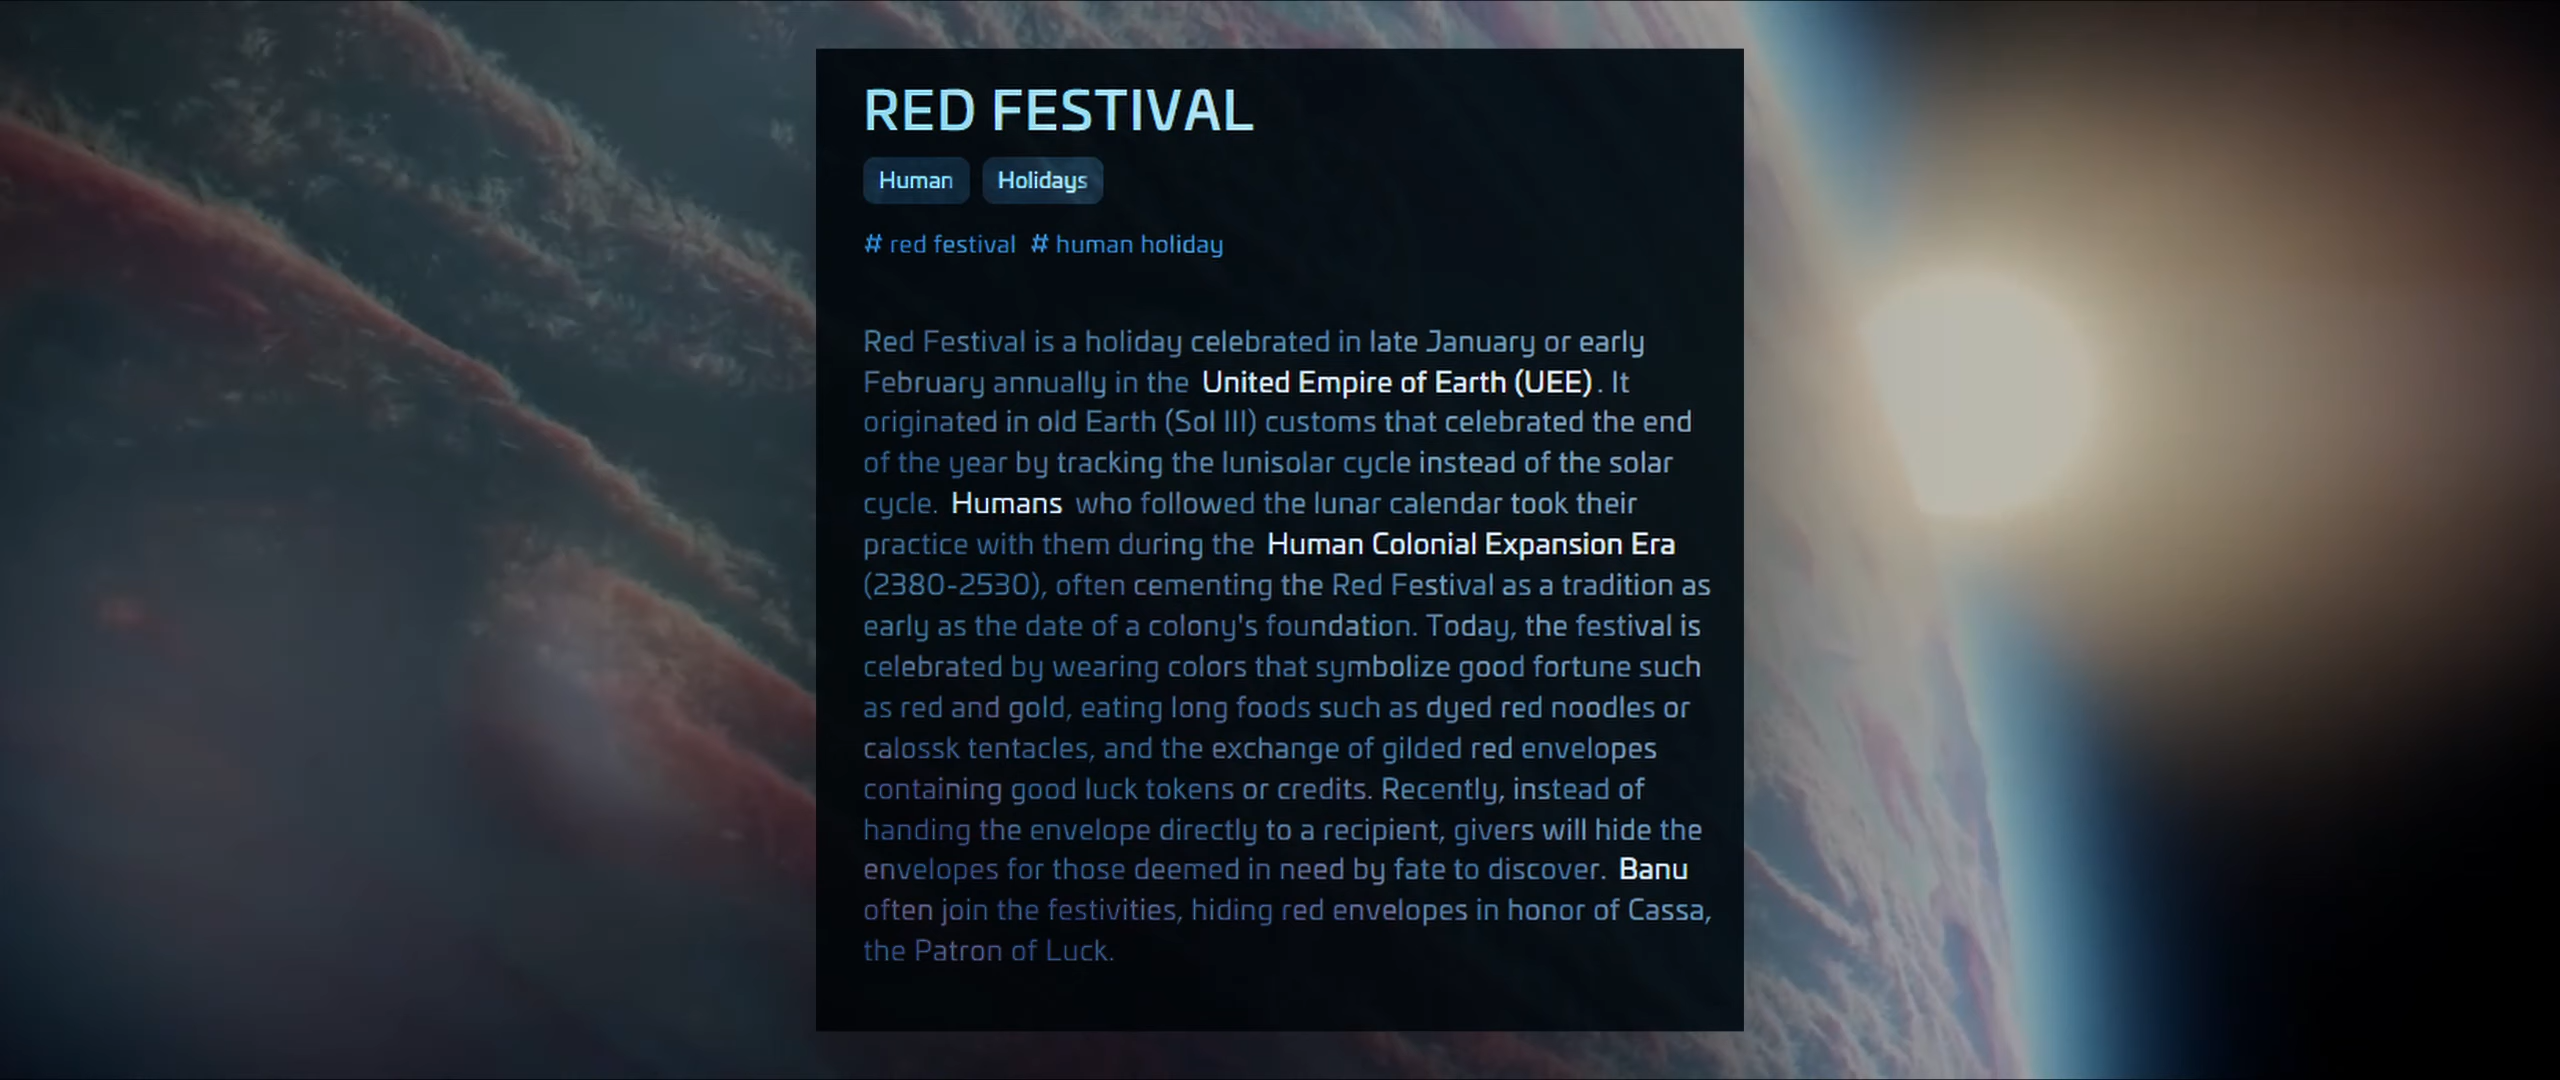 RED FESTIVAL
Human Holidays
# red festival # human holiday
Red Festival is a holiday celebrated in late January or early
February annually in the United Empire of Earth (UEE). It
originated in old Earth (Sol III) customs that celebrated the end
of the year by tracking the lunisolar cycle instead of the solar
cycle. Humans who followed the lunar calendar took their
practice with them during the Human Colonial Expansion Era
(2380-2530), often cementing the Red Festival as a tradition as
early as the date of a colony's foundation. Today, the festival is
celebrated by wearing colors that symbolize good fortune such
as red and gold, eating long foods such as dyed red noodles or
calossk tentacles, and the exchange of gilded red envelopes
containing good luck tokens or credits. Recently, instead of
handing the envelope directly to a recipient, givers will hide the
envelopes for those deemed in need by fate to discover. Banu
often join the festivities, hiding red envelopes in honor of Cassa,
the Patron of Luck.